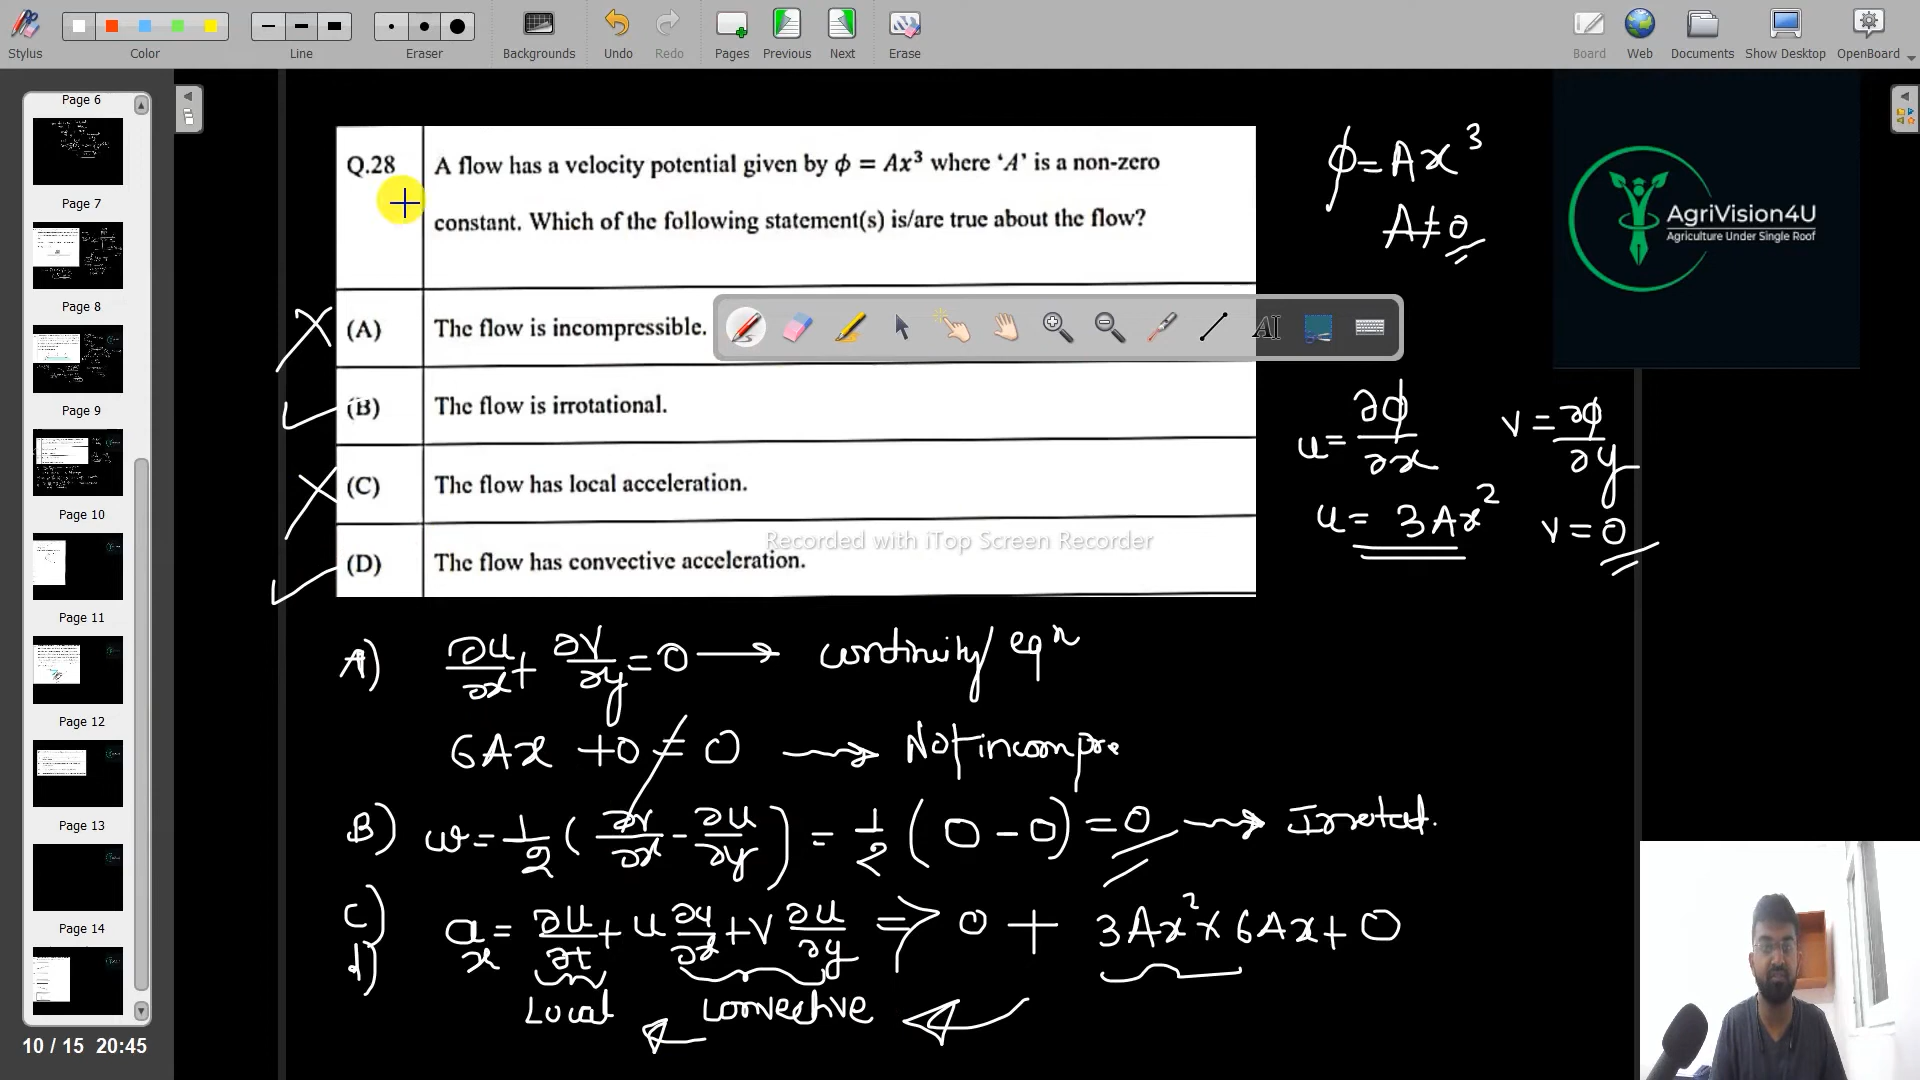 Stylus
Color
Line
Eraser
Backgrounds
Undo
Redo
Pages
Previous
Next
Erase
Board
Web
Documents
Show Desktop
OpenBoard
Page 6
Page 7
Page 8
Page 9
Page 10
Page 11
Page 12
Page 13
Page 14
10 / 15 20:45
Q.28 A flow has a velocity potential given by ϕ = Ax³ where ‘A’ is a non-zero
constant. Which of the following statement(s) is/are true about the flow?
(A) The flow is incompressible.
(B) The flow is irrotational.
(C) The flow has local acceleration.
(D) The flow has convective acceleration.
Recorded with iTop Screen Recorder
AgriVision4U
Agriculture Under Single Roof
ϕ = Ax³
A ≠ 0
u = ∂ϕ/∂x v = ∂ϕ/∂y
u = 3Ax² v = 0
A) ∂u/∂x + ∂v/∂y = 0 → continuity eqⁿ
6Ax + 0 ≠ 0 → Not incompre
B) w = 1/2 ( ∂v/∂x - ∂u/∂y ) = 1/2 ( 0 - 0 ) = 0 → Irrotat.
C)
d) aₓ = ∂u/∂t + u ∂u/∂x + v ∂u/∂y => 0 + 3Ax² × 6Ax + 0
Local Convective